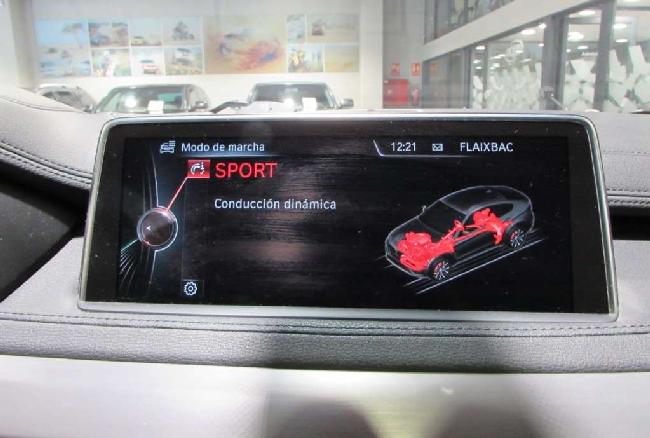 Modo de marcha 12:21 FLAIXBAC
SPORT
Conducción dinámica